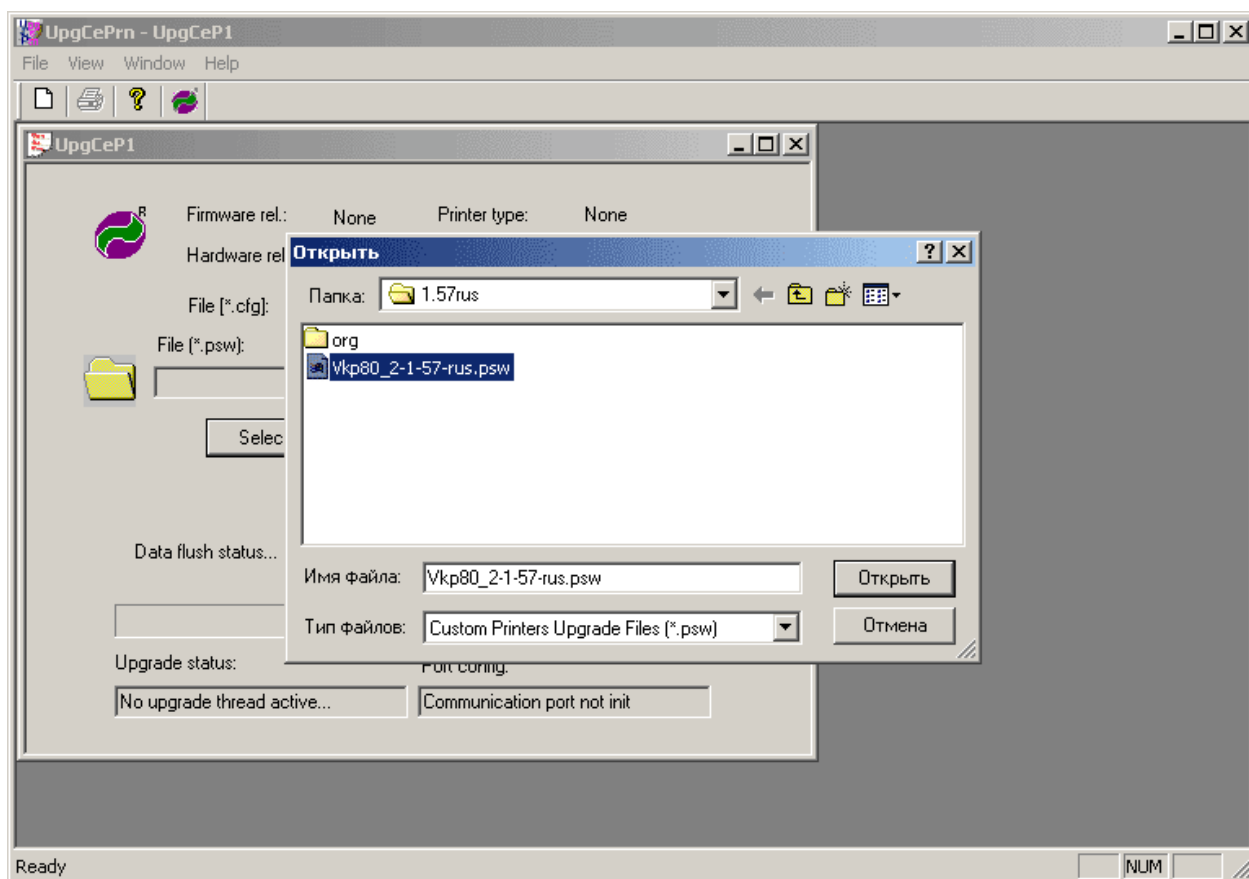 UpgCePrn - UpgCeP1
File View Window Help
UpgCeP1
R
Firmware rel.: None Printer type: None
Hardware rel
File [*.cfg]:
File (*.psw):
Selec
Data flush status...
Upgrade status:
Port config:
No upgrade thread active...
Communication port not init
Открыть
Папка: 1.57rus
org
Vkp80_2-1-57-rus.psw
Имя файла: Vkp80_2-1-57-rus.psw
Открыть
Тип файлов: Custom Printers Upgrade Files (*.psw)
Отмена
Ready
NUM